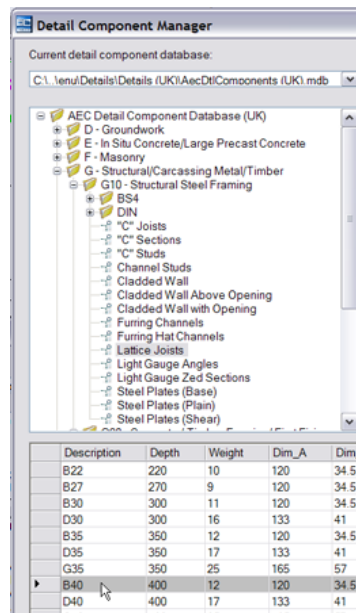 Detail Component Manager
Current detail component database:
C:\..\enu\Details\Details (UK)\AecDtlComponents (UK).mdb
AEC Detail Component Database (UK)
D - Groundwork
E - In Situ Concrete/Large Precast Concrete
F - Masonry
G - Structural/Carcassing Metal/Timber
G10 - Structural Steel Framing
BS4
DIN
"C" Joists
"C" Sections
"C" Studs
Channel Studs
Cladded Wall
Cladded Wall Above Opening
Cladded Wall with Opening
Furring Channels
Furring Hat Channels
Lattice Joists
Light Gauge Angles
Light Gauge Zed Sections
Steel Plates (Base)
Steel Plates (Plain)
Steel Plates (Shear)
Description Depth Weight Dim_A Dim
B22 220 10 120 34.5
B27 270 9 120 34.5
B30 300 11 120 34.5
D30 300 16 133 41
B35 350 12 120 34.5
D35 350 17 133 41
G35 350 25 165 57
B40 400 12 120 34.5
D40 400 17 133 41